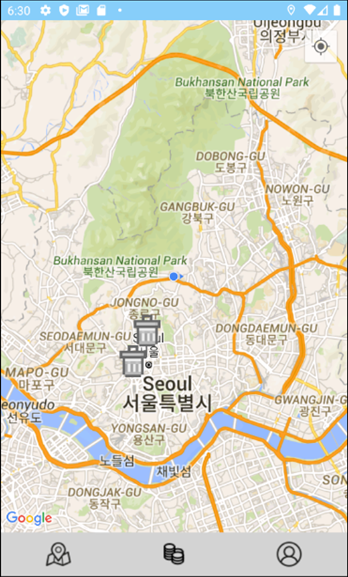 6:30
Uijeongbu
의정부시
Bukhansan National Park
북한산국립공원
DOBONG-GU
도봉구
NOWON-GU
노원구
GANGBUK-GU
강북구
Bukhansan National Park
북한산국립공원
JONGNO-GU
종로구
SEODAEMUN-GU
서대문구
DONGDAEMUN-GU
동대문구
MAPO-GU
마포구
Seoul
서울특별시
eonyudo
선유도
GWANGJIN-G
광진구
YONGSAN-GU
용산구
노들섬
채빛섬
DONGJAK-GU
동작구
SON
Google